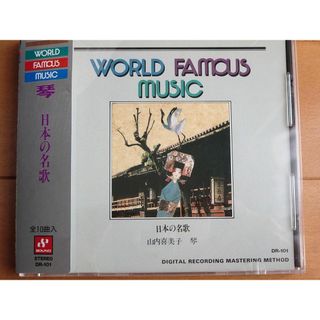 WORLD
FAMOUS
MUSIC
琴
日本の名歌
全10曲入
SOUND
STEREO
DR-101
WORLD FAMOUS
MUSIC
日本の名歌
山内喜美子 琴
DR-101
DIGITAL RECORDING MASTERING METHOD